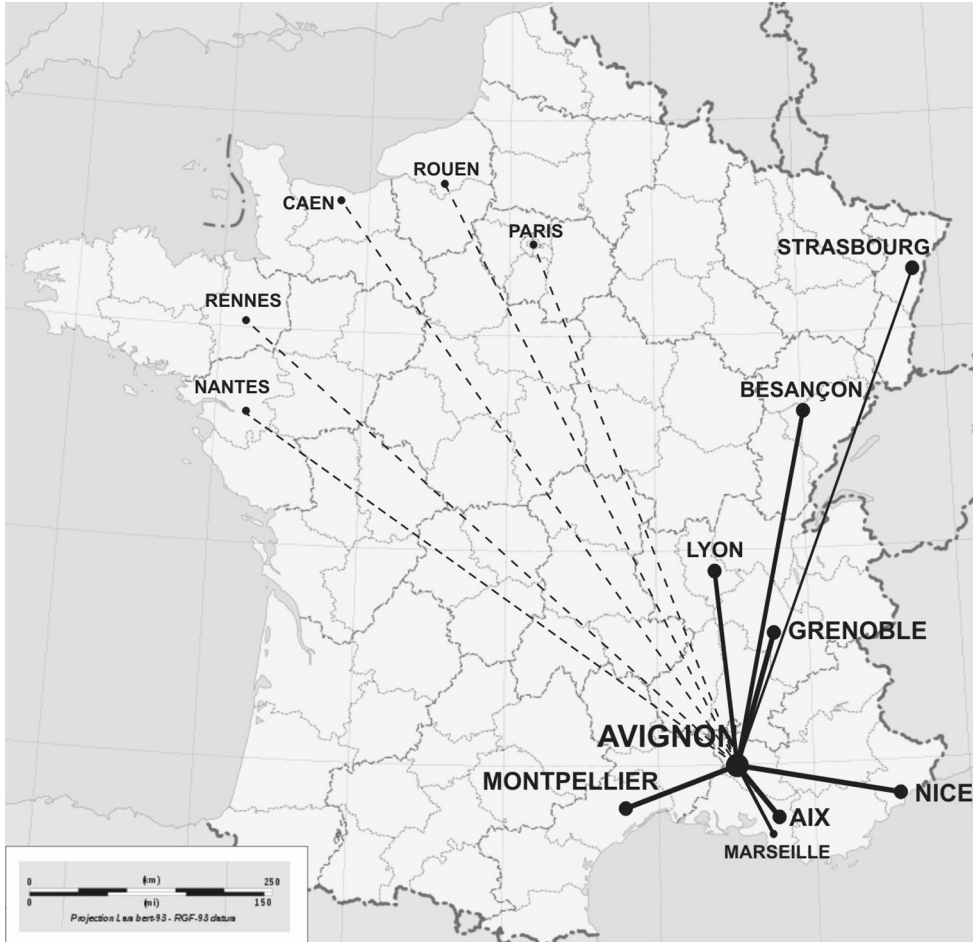 ROUEN
CAEN
PARIS
STRASBOURG
RENNES
NANTES
BESANÇON
LYON
GRENOBLE
AVIGNON
MONTPELLIER
NICE
AIX
MARSEILLE
0 (km) 250
0 (mi) 150
Projection Lambert-93 - RGF-93 datum